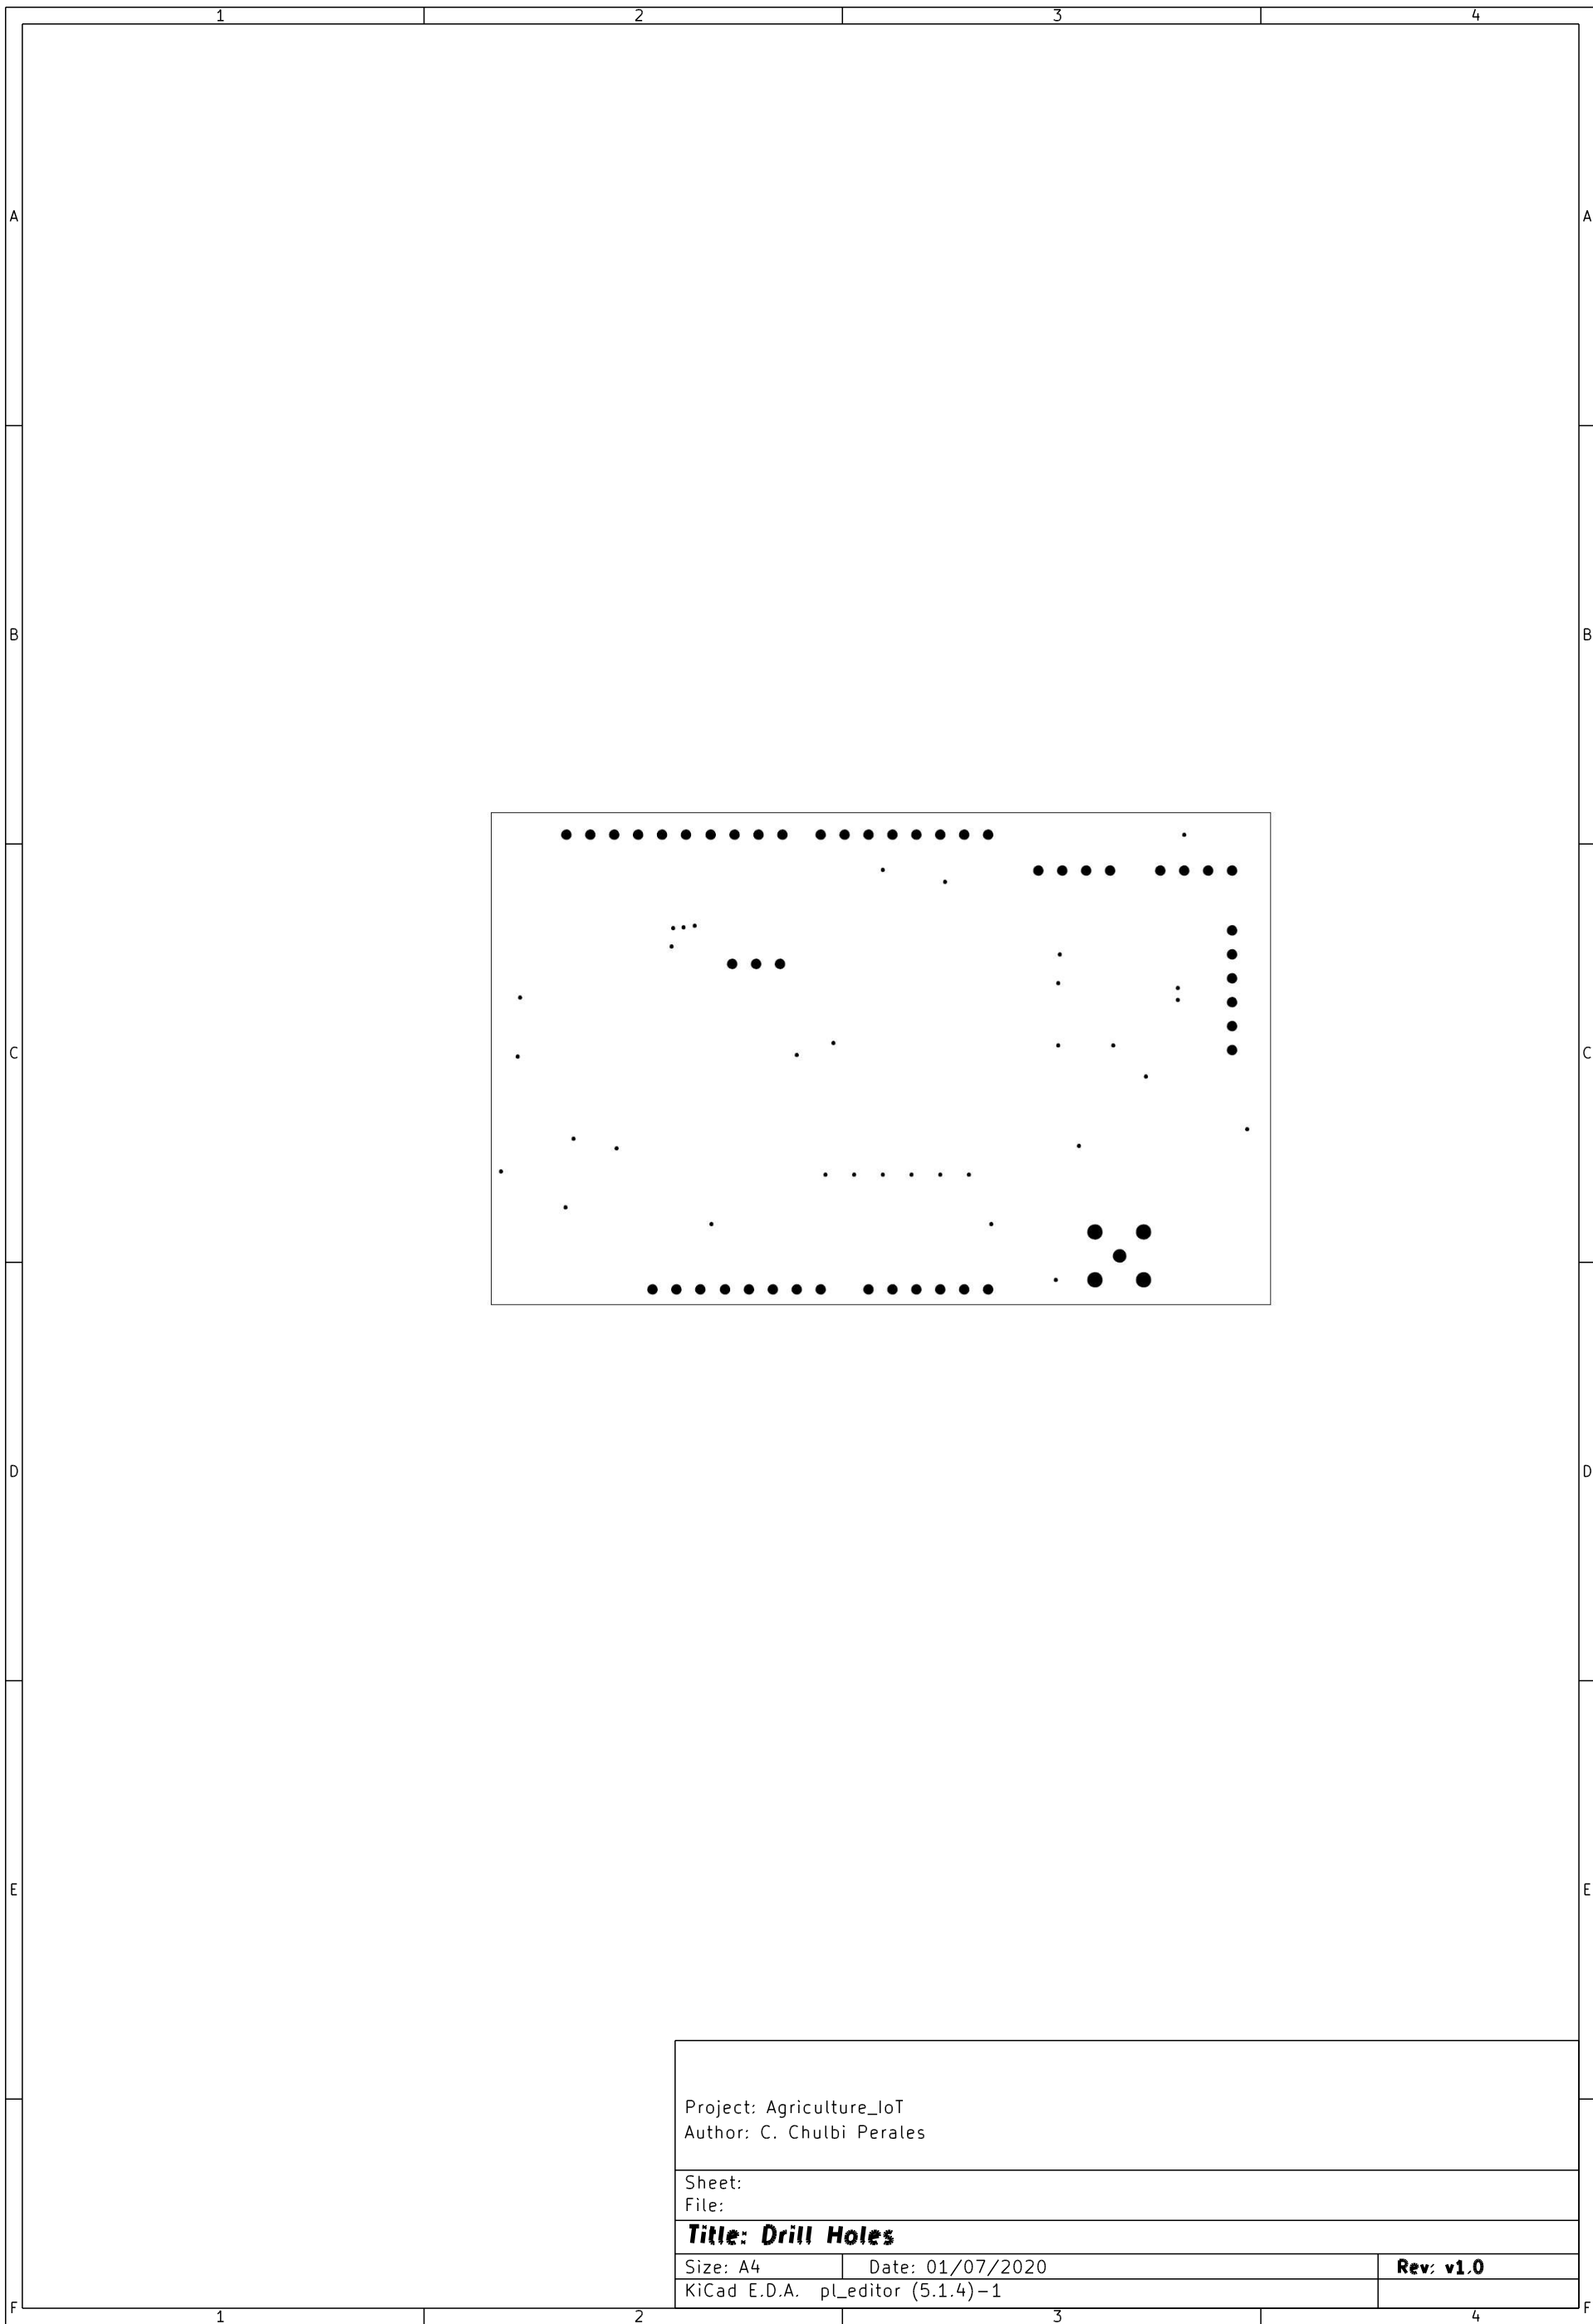 1 2 3 4
A A
B B
C C
D D
E E
Project: Agriculture_IoT
Author: C. Chulbi Perales
Sheet:
File:
Title: Drill Holes
Size: A4 Date: 01/07/2020 Rev: v1.0
KiCad E.D.A. pl_editor (5.1.4)-1
F F
1 2 3 4